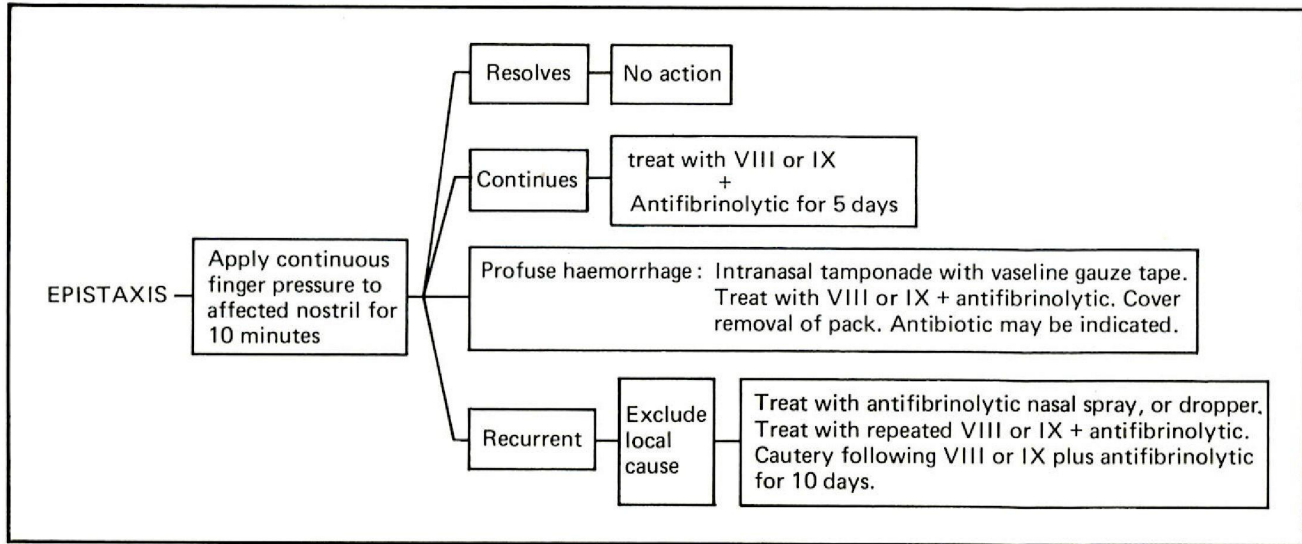 EPISTAXIS
Apply continuous
finger pressure to
affected nostril for
10 minutes
Resolves
No action
Continues
treat with VIII or IX
+
Antifibrinolytic for 5 days
Profuse haemorrhage: Intranasal tamponade with vaseline gauze tape.
Treat with VIII or IX + antifibrinolytic. Cover
removal of pack. Antibiotic may be indicated.
Recurrent
Exclude
local
cause
Treat with antifibrinolytic nasal spray, or dropper.
Treat with repeated VIII or IX + antifibrinolytic.
Cautery following VIII or IX plus antifibrinolytic
for 10 days.